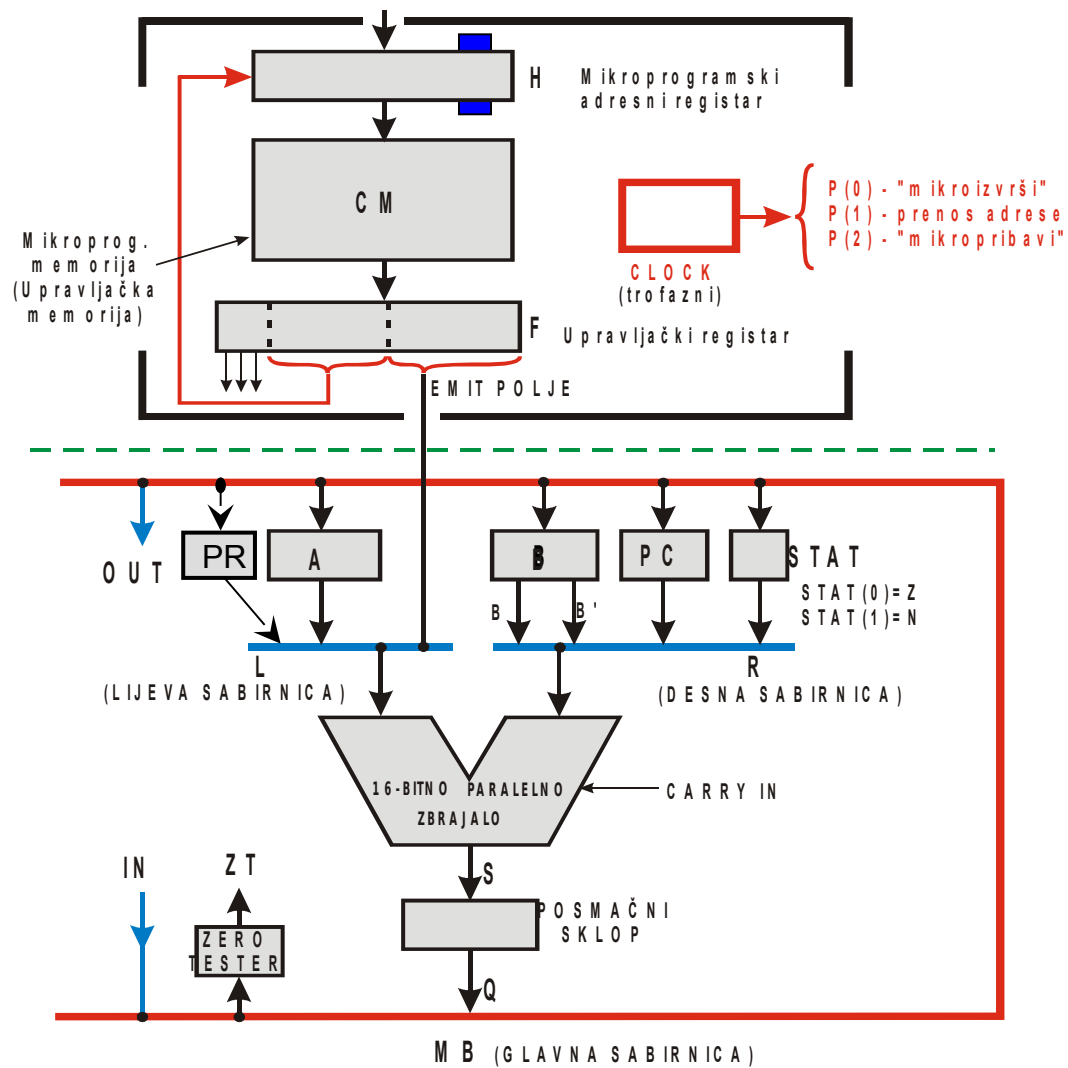 H
Mikroprogramski
adresni registar
CM
P(0) - "mikroizvrši"
P(1) - prenos adrese
P(2) - "mikropribavi"
Mikroprog.
memorija
(Upravljačka
memorija)
CLOCK
(trofazni)
F
Upravljački registar
EMIT POLJE
OUT
PR
A
B
PC
STAT
STAT(0)=Z
STAT(1)=N
B
B'
L
(LIJEVA SABIRNICA)
R
(DESNA SABIRNICA)
16-BITNO PARALELNO
ZBRAJALO
CARRY IN
S
IN
ZT
POSMAČNI
SKLOP
ZERO
TESTER
Q
MB (GLAVNA SABIRNICA)